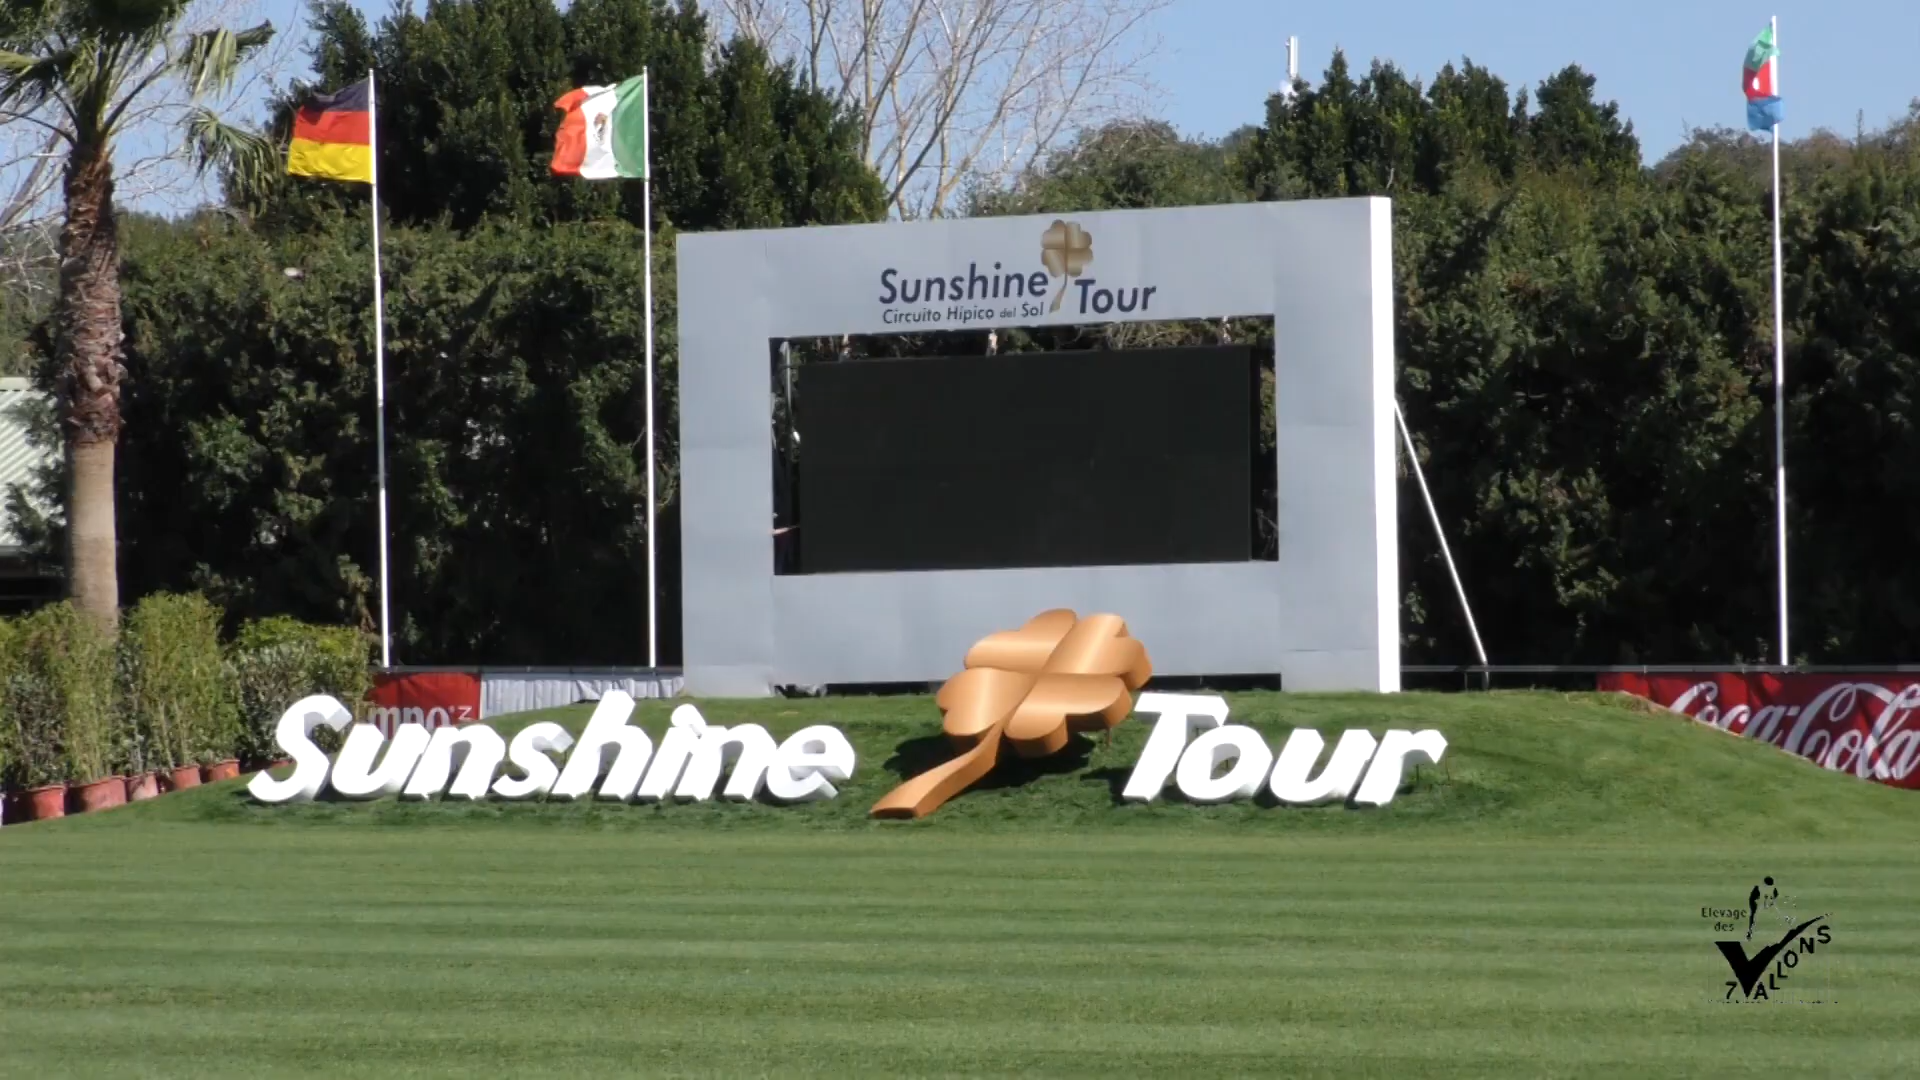 Sunshine Tour
Circuito Hípico del Sol
Sunshine Tour
Coca-Cola
Elevage
des
7 VALLONS